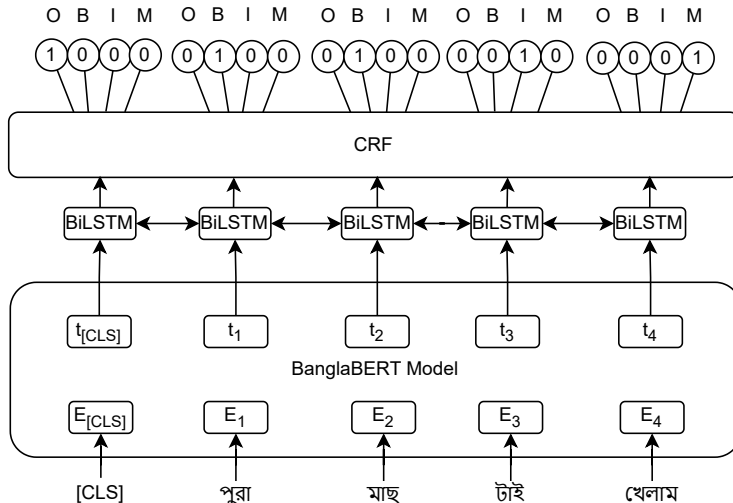 O B I M O B I M O B I M O B I M O B I M
1 0 0 0 0 1 0 0 0 1 0 0 0 0 1 0 0 0 0 1
CRF
BiLSTM BiLSTM BiLSTM BiLSTM BiLSTM
t[CLS] t1 t2 t3 t4
BanglaBERT Model
E[CLS] E1 E2 E3 E4
[CLS] পুরা মাছ টাই খেলাম